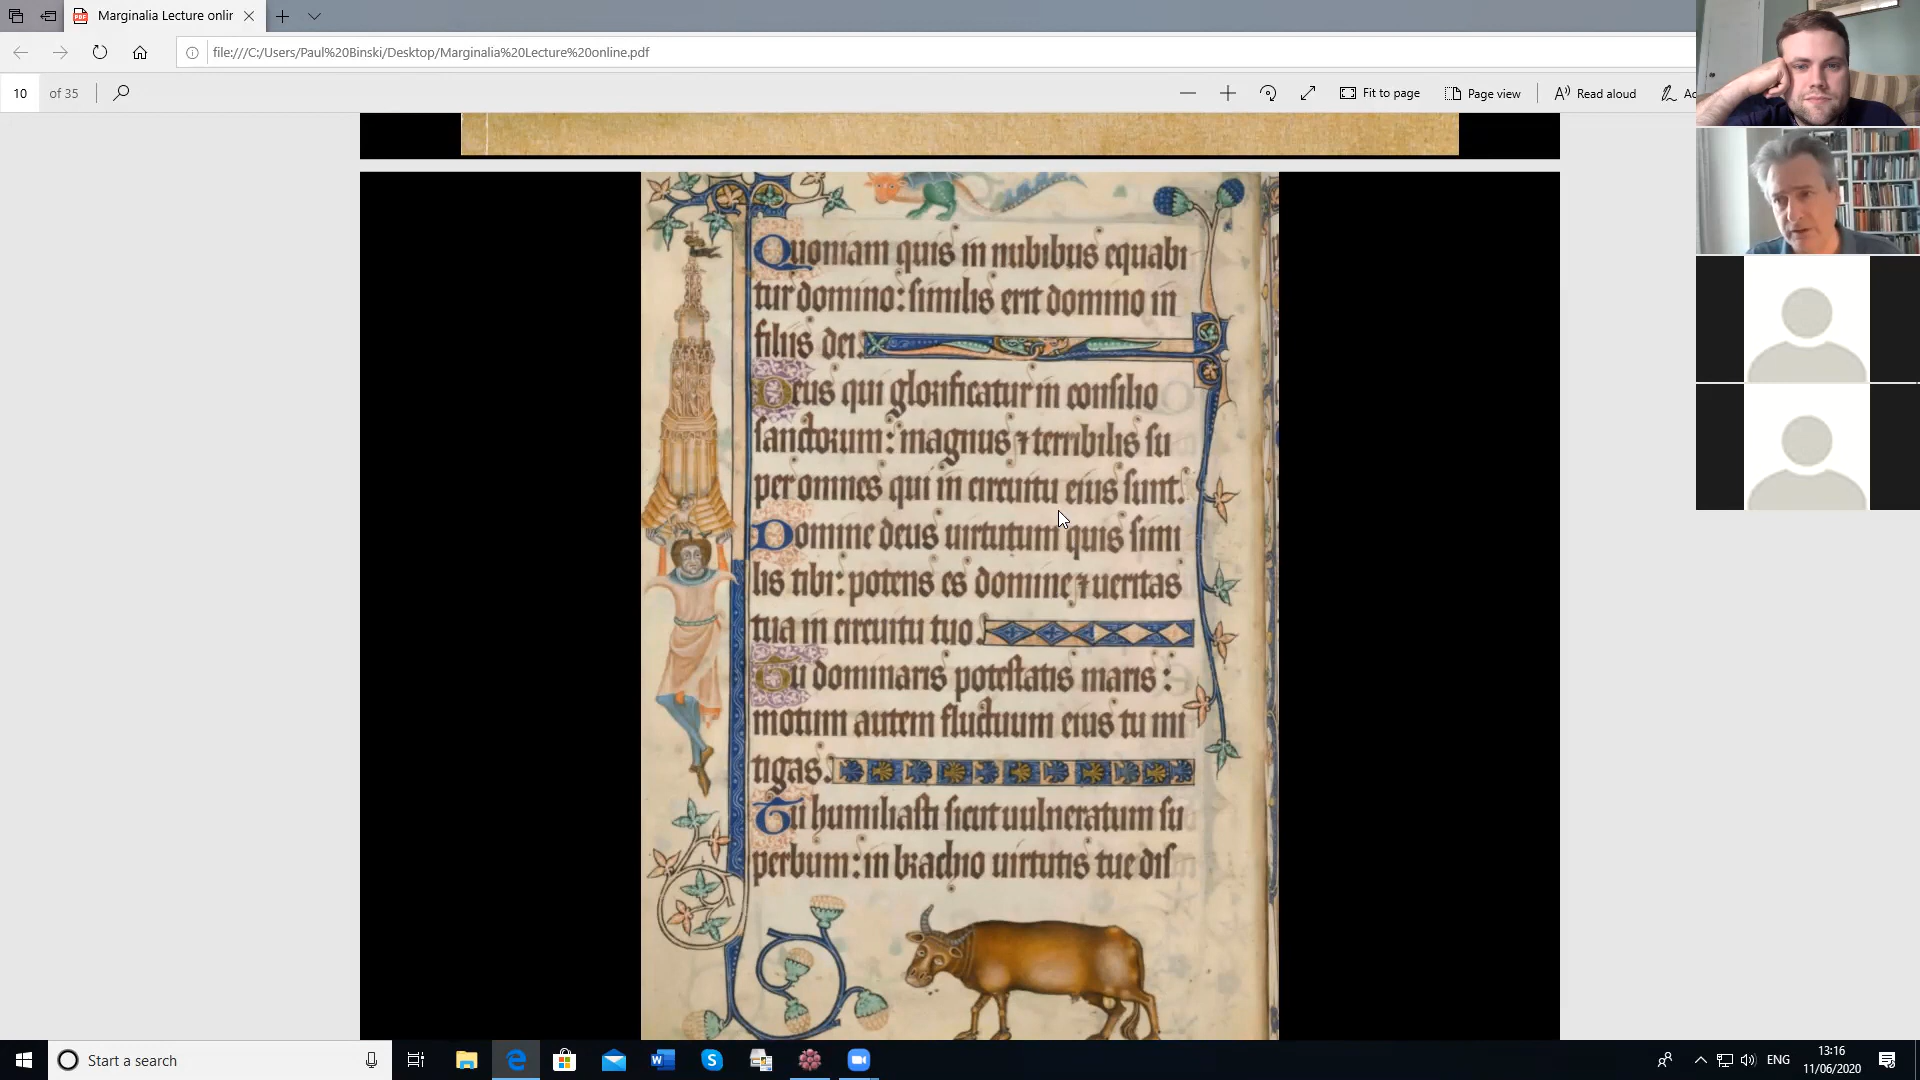 Marginalia Lecture onlin
file:///C:/Users/Paul%20Binski/Desktop/Marginalia%20Lecture%20online.pdf
10 of 35
Fit to page
Page view
Read aloud
Quoniam quis in nubibus equabi
tur domino: similis erit domino in
filiis dei.
Deus qui glorificatur in consilio
sanctorum: magnus ⁊ terribilis su
per omnes qui in circuitu eius sunt.
Domine deus uirtutum quis simi
lis tibi: potens es domine ⁊ ueritas
tua in circuitu tuo.
Tu dominaris potestatis maris:
motum autem fluctuum eius tu mi
tigas.
Tu humiliasti sicut uulneratum su
perbum: in brachio uirtutis tue dis
Start a search
ENG
13:16
11/06/2020